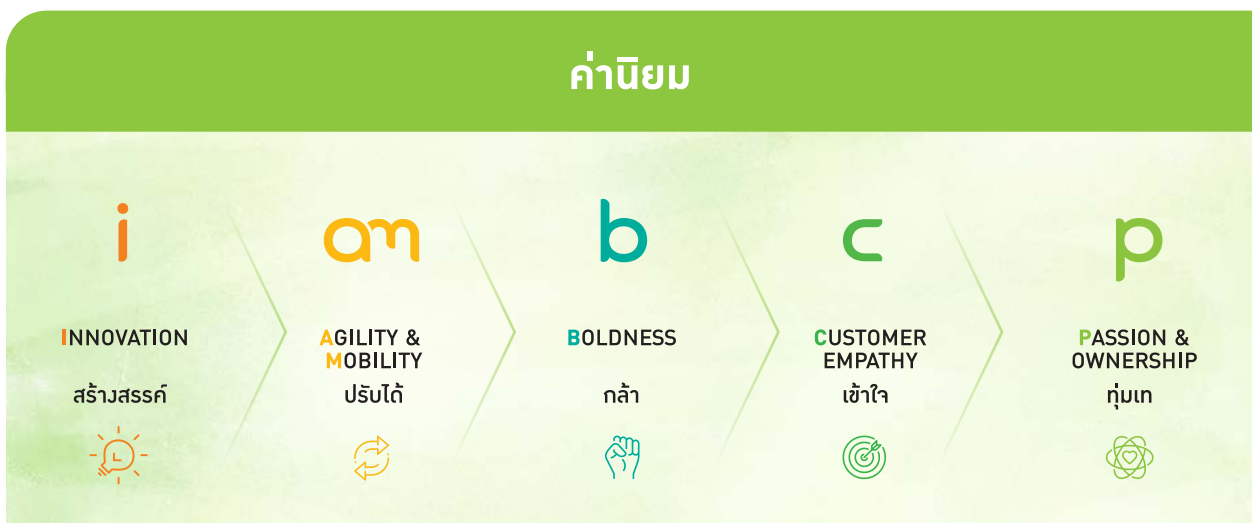 ค่านิยม
i
am
b
c
p
INNOVATION
สร้างสรรค์
AGILITY &
MOBILITY
ปรับได้
BOLDNESS
กล้า
CUSTOMER
EMPATHY
เข้าใจ
PASSION &
OWNERSHIP
ทุ่มเท